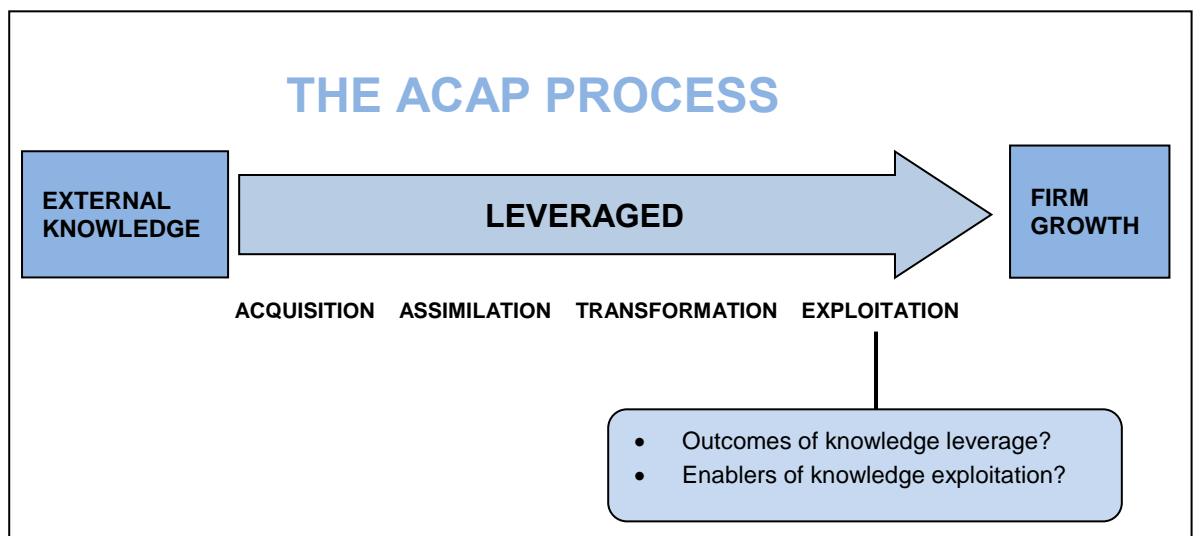 THE ACAP PROCESS
EXTERNAL
KNOWLEDGE
LEVERAGED
FIRM
GROWTH
ACQUISITION ASSIMILATION TRANSFORMATION EXPLOITATION
• Outcomes of knowledge leverage?
• Enablers of knowledge exploitation?